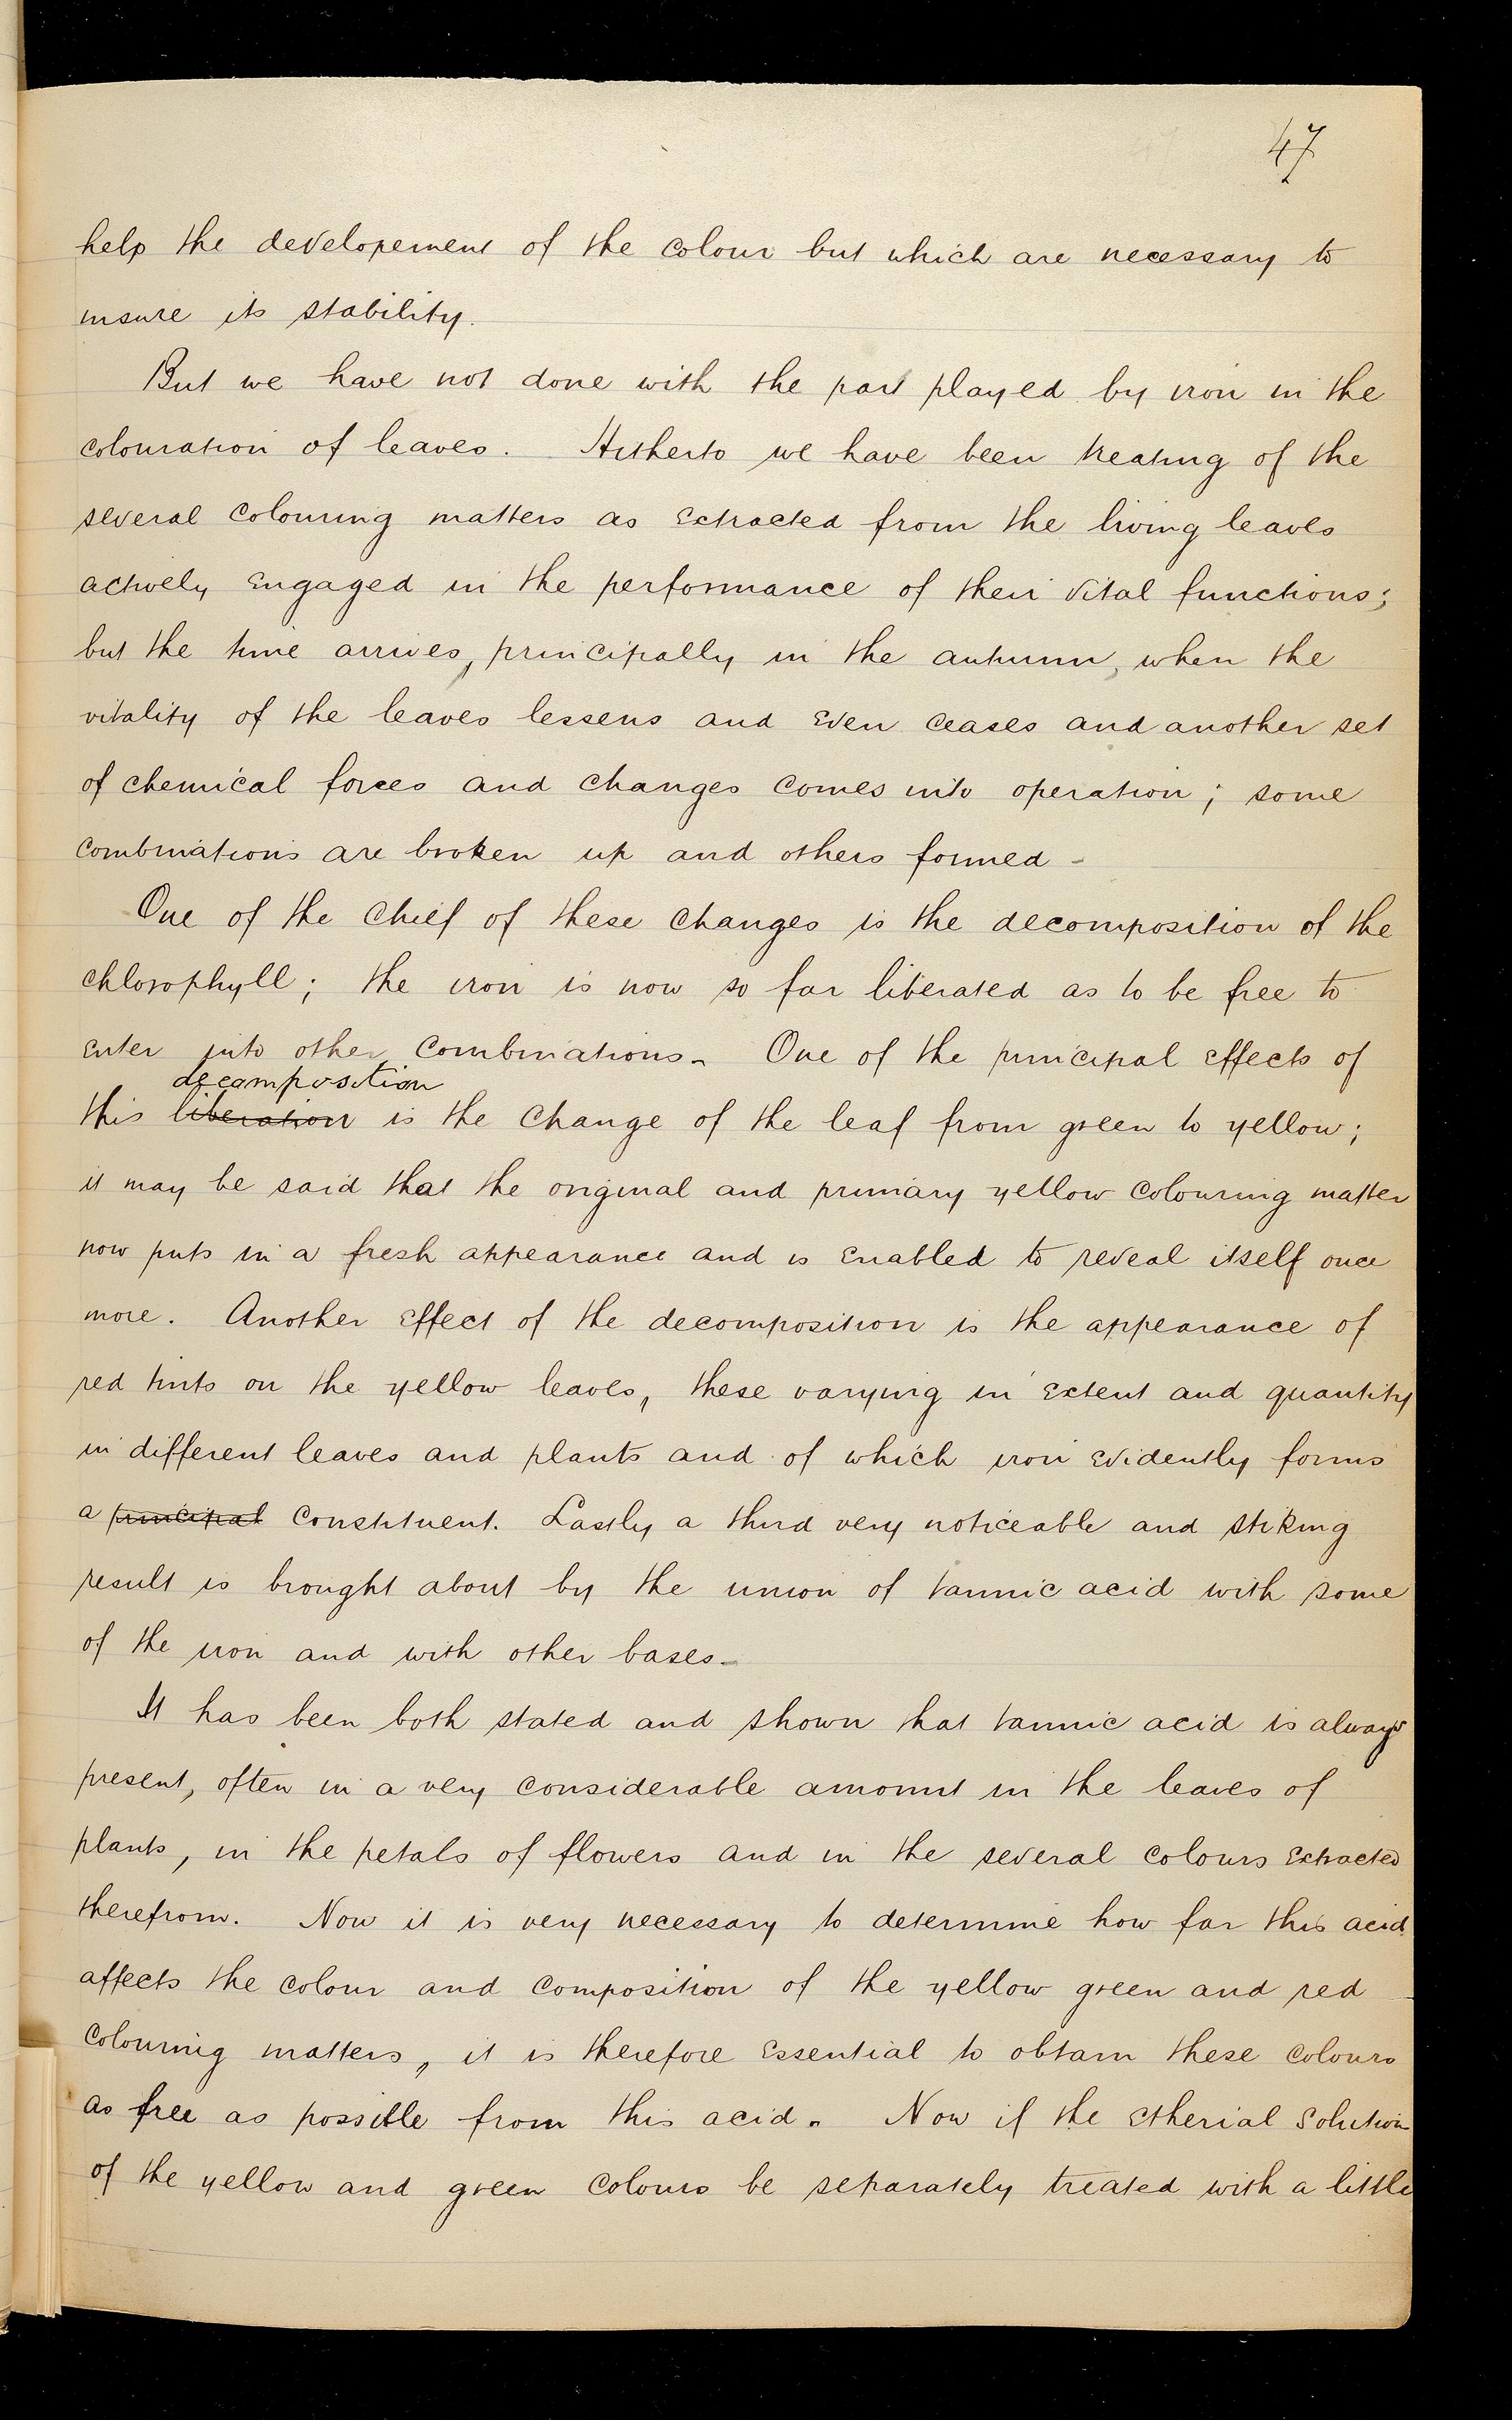 47
help the developement of the colour but which are necessary to
insure its stability.
But we have not done with the part played by iron in the
colouration of leaves. Hitherto we have been treating of the
several colouring matters as extracted from the living leaves
actively engaged in the performance of their vital functions;
but the time arrives, principally in the autumn, when the
vitality of the leaves lessens and even ceases and another set
of chemical forces and changes comes into operation; some
combinations are broken up and others formed -
One of the chief of these changes is the decomposition of the
chlorophyll; the iron is now so far liberated as to be free to
enter into other combinations. One of the principal effects of
decomposition
this liberation is the change of the leaf from green to yellow;
it may be said that the original and primary yellow colouring matter
now puts in a fresh appearance and is enabled to reveal itself once
more. Another effect of the decomposition is the appearance of
red tints on the yellow leaves, these varying in extent and quantity
in different leaves and plants and of which iron evidently forms
a principal constituent. Lastly a third very noticeable and striking
result is brought about by the union of tannic acid with some
of the iron and with other bases -
It has been both stated and shown that tannic acid is always
present, often in a very considerable amount in the leaves of
plants, in the petals of flowers and in the several colours extracted
therefrom. Now it is very necessary to determine how far this acid
affects the colour and composition of the yellow green and red
colouring matters, it is therefore essential to obtain these colours
as free as possible from this acid. Now if the etherial solution
of the yellow and green colours be separately treated with a little